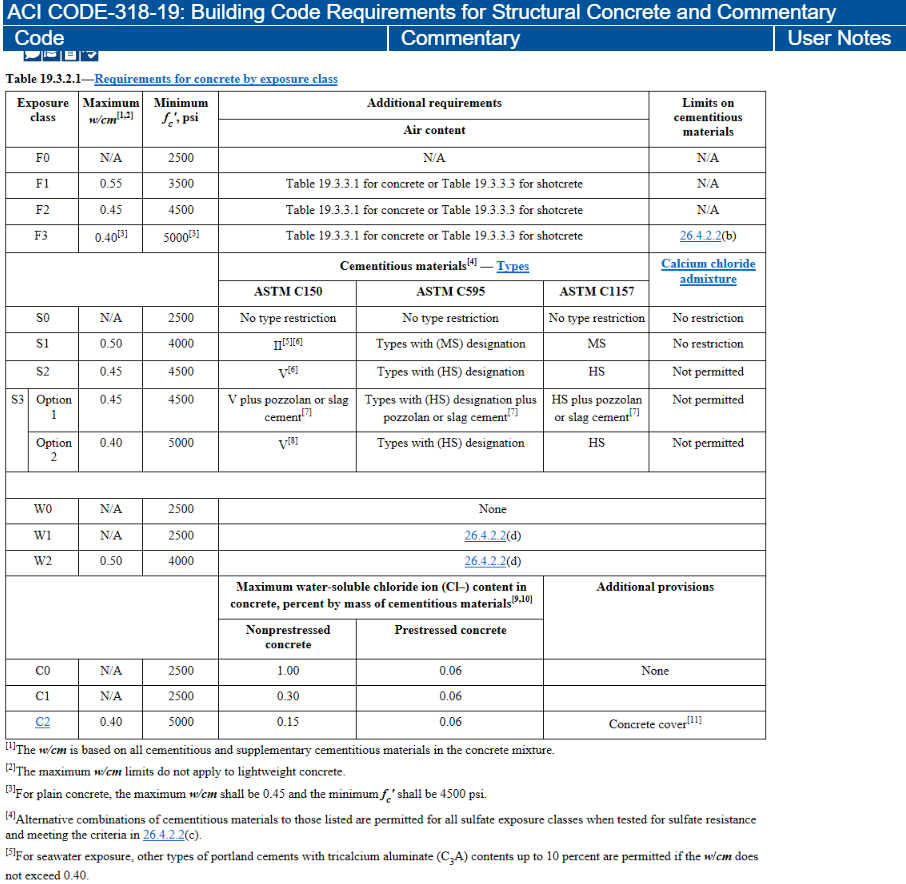 ACI CODE-318-19: Building Code Requirements for Structural Concrete and Commentary
Code Commentary User Notes
Table 19.3.2.1—Requirements for concrete by exposure class
Exposure class Maximum w/cm[1,2] Minimum fc′, psi Additional requirements Limits on cementitious materials
Air content
F0 N/A 2500 N/A N/A
F1 0.55 3500 Table 19.3.3.1 for concrete or Table 19.3.3.3 for shotcrete N/A
F2 0.45 4500 Table 19.3.3.1 for concrete or Table 19.3.3.3 for shotcrete N/A
F3 0.40[3] 5000[3] Table 19.3.3.1 for concrete or Table 19.3.3.3 for shotcrete 26.4.2.2(b)
Cementitious materials[4] — Types Calcium chloride admixture
ASTM C150 ASTM C595 ASTM C1157
S0 N/A 2500 No type restriction No type restriction No type restriction No restriction
S1 0.50 4000 II[5][6] Types with (MS) designation MS No restriction
S2 0.45 4500 V[6] Types with (HS) designation HS Not permitted
S3 Option 1 0.45 4500 V plus pozzolan or slag cement[7] Types with (HS) designation plus pozzolan or slag cement[7] HS plus pozzolan or slag cement[7] Not permitted
Option 2 0.40 5000 V[8] Types with (HS) designation HS Not permitted
W0 N/A 2500 None
W1 N/A 2500 26.4.2.2(d)
W2 0.50 4000 26.4.2.2(d)
Maximum water-soluble chloride ion (Cl–) content in concrete, percent by mass of cementitious materials[9,10] Additional provisions
Nonprestressed concrete Prestressed concrete
C0 N/A 2500 1.00 0.06 None
C1 N/A 2500 0.30 0.06
C2 0.40 5000 0.15 0.06 Concrete cover[11]
[1]The w/cm is based on all cementitious and supplementary cementitious materials in the concrete mixture.
[2]The maximum w/cm limits do not apply to lightweight concrete.
[3]For plain concrete, the maximum w/cm shall be 0.45 and the minimum fc′ shall be 4500 psi.
[4]Alternative combinations of cementitious materials to those listed are permitted for all sulfate exposure classes when tested for sulfate resistance
and meeting the criteria in 26.4.2.2(c).
[5]For seawater exposure, other types of portland cements with tricalcium aluminate (C3A) contents up to 10 percent are permitted if the w/cm does
not exceed 0.40.